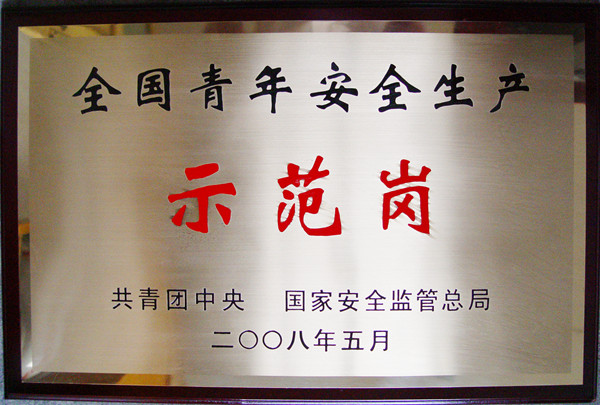 全国青年安全生产
示范岗
共青团中央 国家安全监管总局
二〇〇八年五月